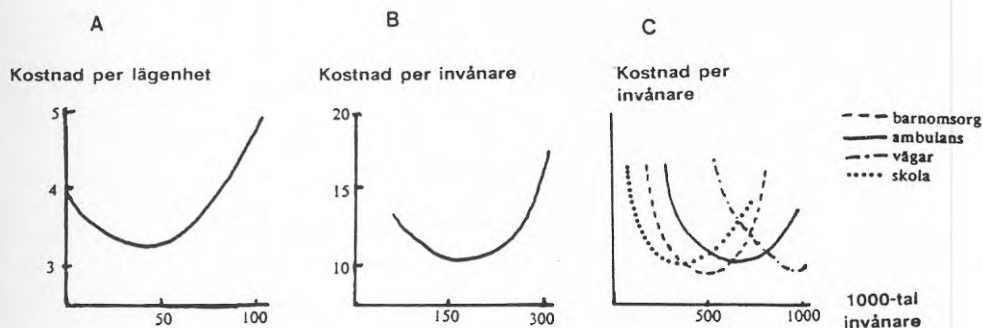 A
Kostnad per lägenhet
5
4
3
50 100
B
Kostnad per invånare
20
15
10
150 300
C
Kostnad per
invånare
0 500 1000
1000-tal
invånare
barnomsorg
ambulans
vägar
skola